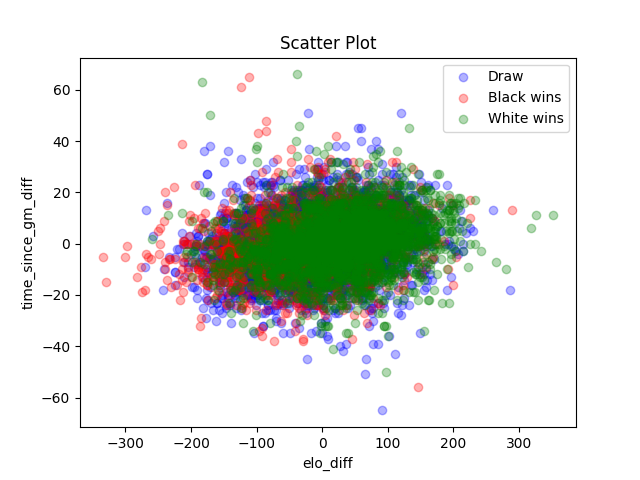 Scatter Plot
Draw
Black wins
White wins
time_since_gm_diff
60
40
20
0
−20
−40
−60
−300
−200
−100
0
100
200
300
elo_diff